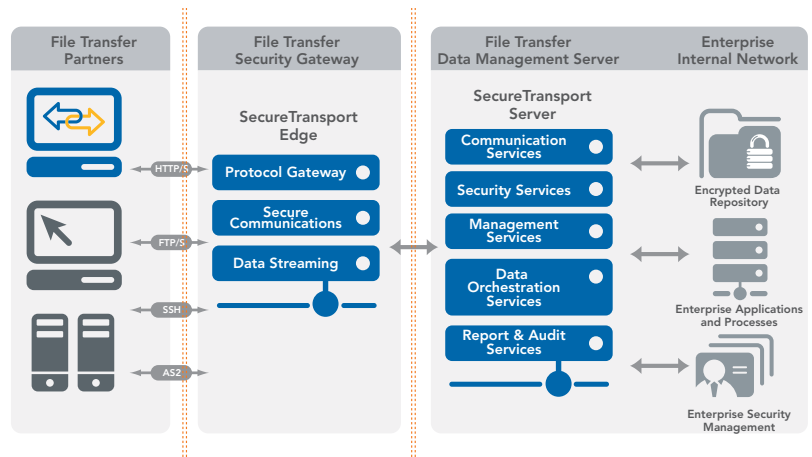 File Transfer
Partners
HTTP/S
FTP/S
SSH
AS2
File Transfer
Security Gateway
SecureTransport
Edge
Protocol Gateway
Secure
Communications
Data Streaming
File Transfer
Data Management Server
SecureTransport
Server
Communication
Services
Security Services
Management
Services
Data
Orchestration
Services
Report & Audit
Services
Enterprise
Internal Network
Encrypted Data
Repository
Enterprise Applications
and Processes
Enterprise Security
Management